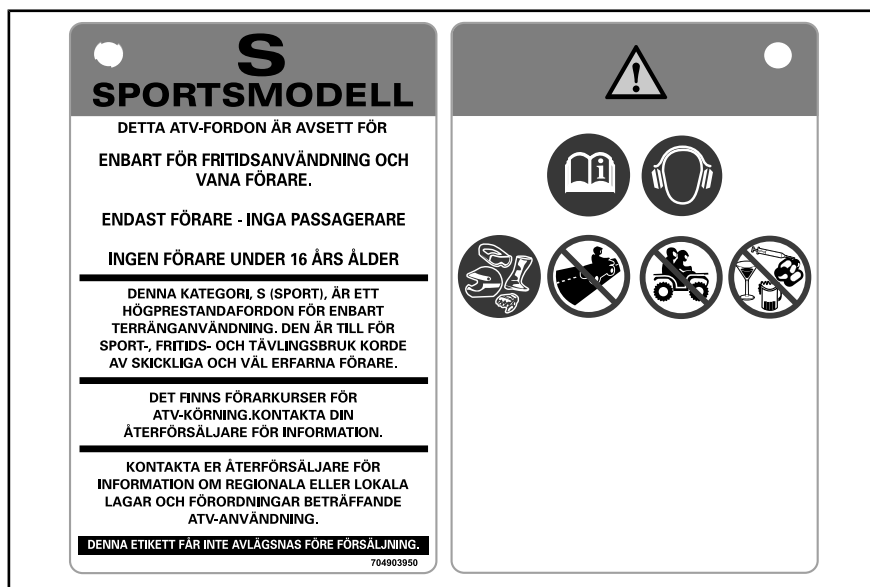 S
SPORTSMODELL
DETTA ATV-FORDON ÄR AVSETT FÖR
ENBART FÖR FRITIDSANVÄNDNING OCH
VANA FÖRARE.
ENDAST FÖRARE - INGA PASSAGERARE
INGEN FÖRARE UNDER 16 ÅRS ÅLDER
DENNA KATEGORI, S (SPORT), ÄR ETT
HÖGPRESTANDAFORDON FÖR ENBART
TERRÄNGANVÄNDNING. DEN ÄR TILL FÖR
SPORT-, FRITIDS- OCH TÄVLINGSBRUK KORDE
AV SKICKLIGA OCH VÄL ERFARNA FÖRARE.
DET FINNS FÖRARKURSER FÖR
ATV-KÖRNING.KONTAKTA DIN
ÅTERFÖRSÄLJARE FÖR INFORMATION.
KONTAKTA ER ÅTERFÖRSÄLJARE FÖR
INFORMATION OM REGIONALA ELLER LOKALA
LAGAR OCH FÖRORDNINGAR BETRÄFFANDE
ATV-ANVÄNDNING.
DENNA ETIKETT FÅR INTE AVLÄGSNAS FÖRE FÖRSÄLJNING.
704903950